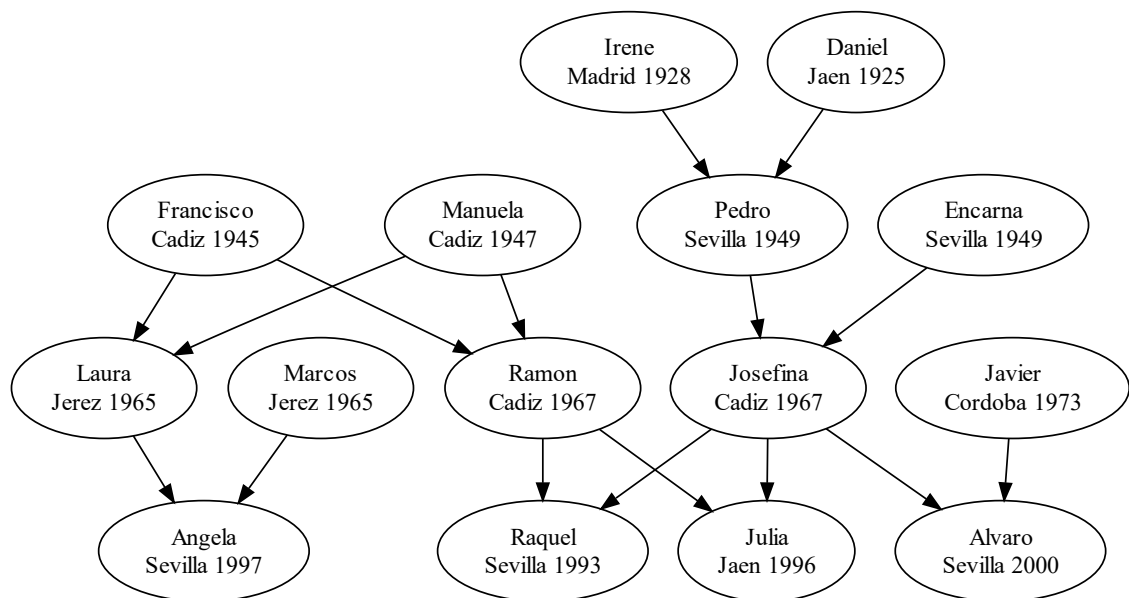 Irene
Madrid 1928
Daniel
Jaen 1925
Francisco
Cadiz 1945
Manuela
Cadiz 1947
Pedro
Sevilla 1949
Encarna
Sevilla 1949
Laura
Jerez 1965
Marcos
Jerez 1965
Ramon
Cadiz 1967
Josefina
Cadiz 1967
Javier
Cordoba 1973
Angela
Sevilla 1997
Raquel
Sevilla 1993
Julia
Jaen 1996
Alvaro
Sevilla 2000